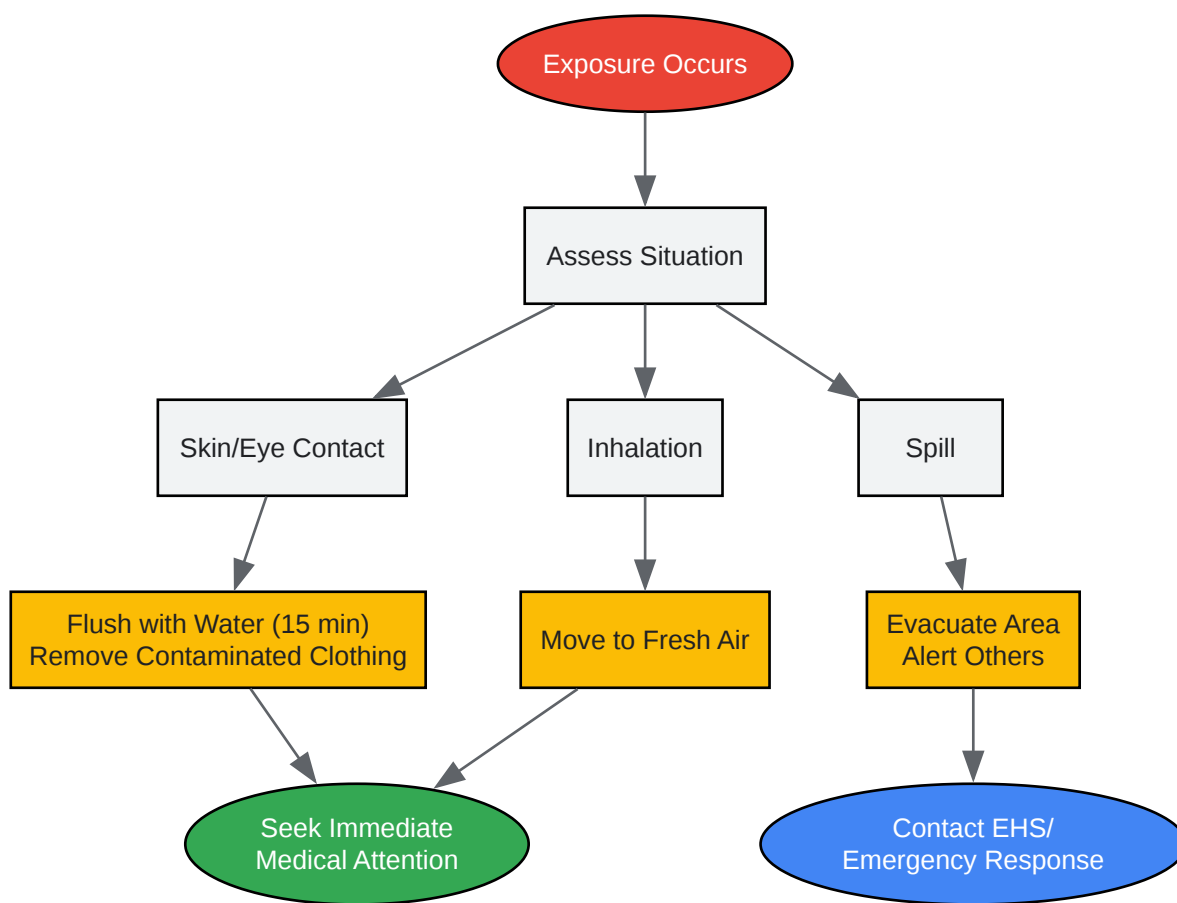 Exposure Occurs
Assess Situation
Skin/Eye Contact
Inhalation
Spill
Flush with Water (15 min)
Remove Contaminated Clothing
Move to Fresh Air
Evacuate Area
Alert Others
Seek Immediate
Medical Attention
Contact EHS/
Emergency Response